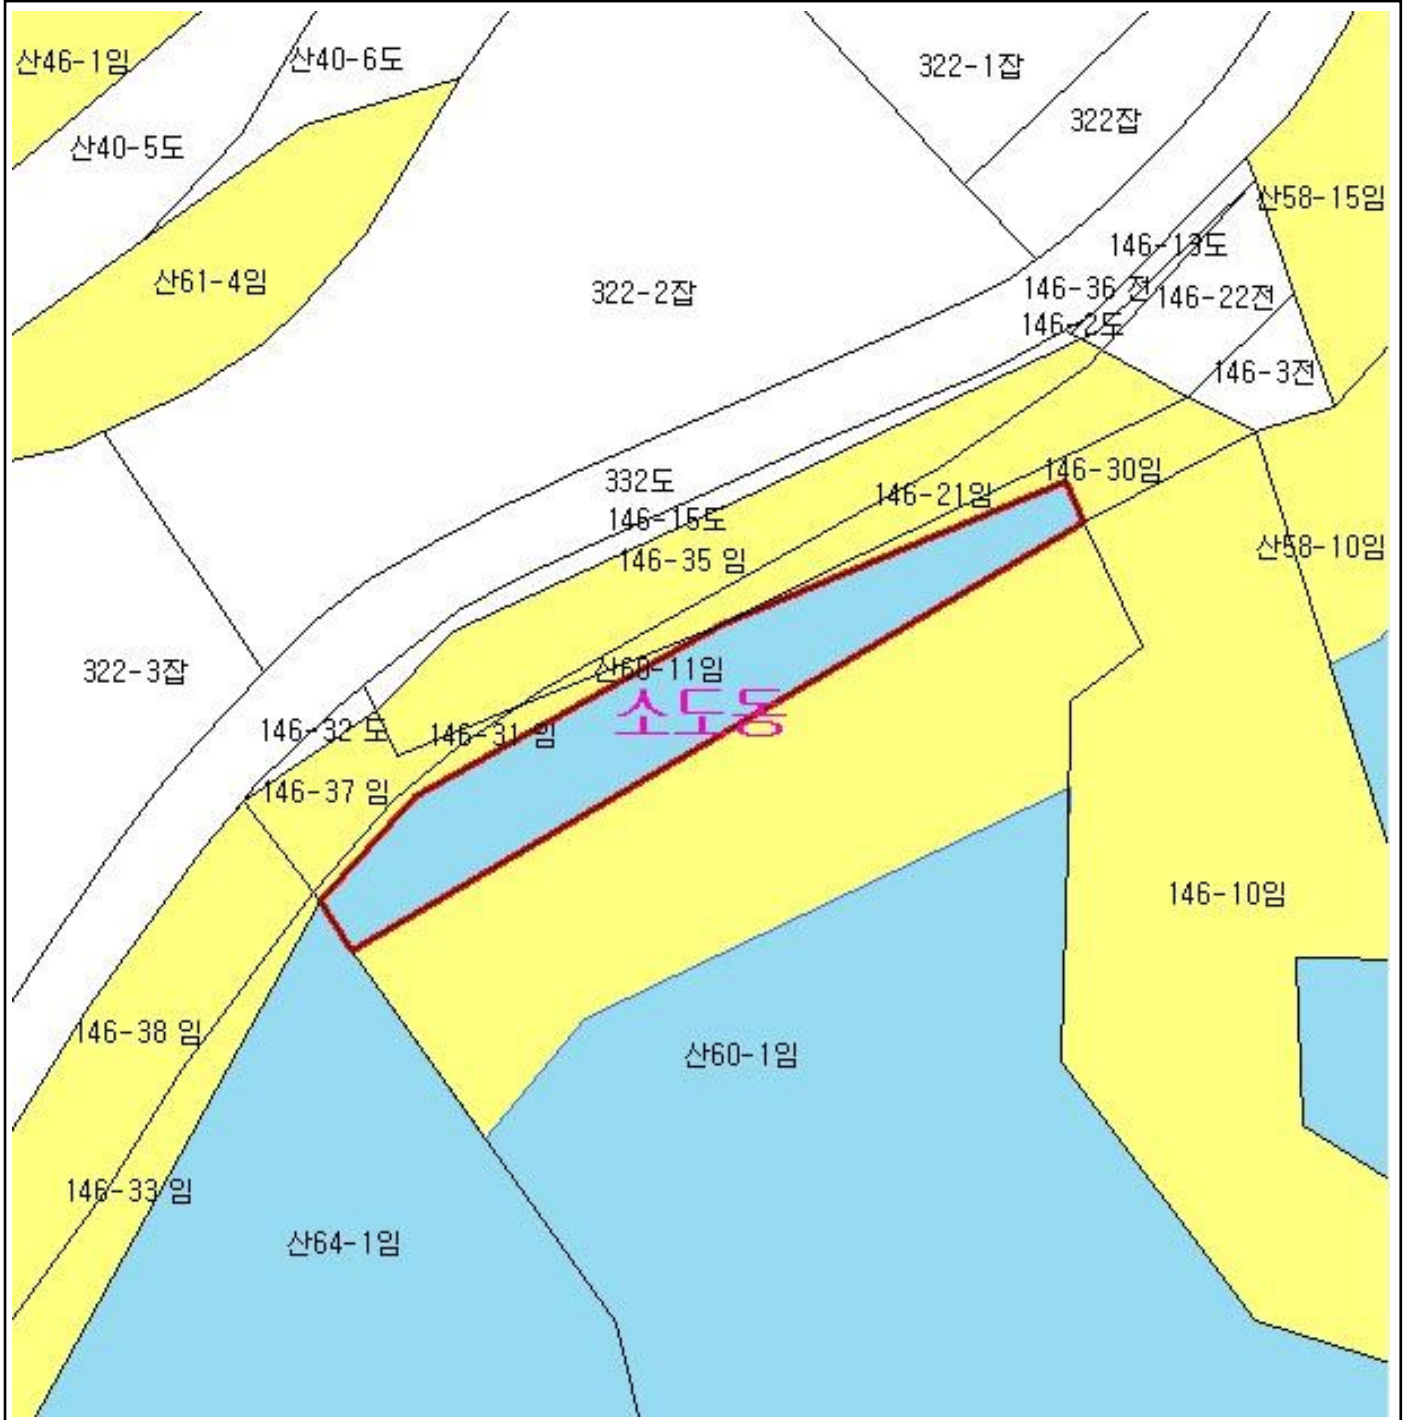 산46-1임
산40-6도
322-1잡
322잡
산40-5도
산58-15임
146-13도
산61-4임
322-2잡
146-36 전
146-22전
146-2도
146-3전
146-30임
332도
146-21임
146-15도
산58-10임
146-35 임
322-3잡
산60-11임
소도동
146-32 도
146-31 임
146-37 임
146-10임
146-38 임
산60-1임
146-33 임
산64-1임